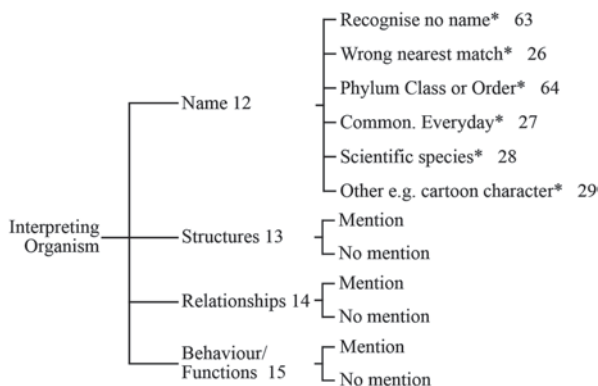 Recognise no name* 63
Wrong nearest match* 26
Phylum Class or Order* 64
Name 12
Common. Everyday* 27
Scientific species* 28
Other e.g. cartoon character* 29
Interpreting
Organism
Structures 13
Mention
No mention
Relationships 14
Mention
No mention
Behaviour/
Functions 15
Mention
No mention